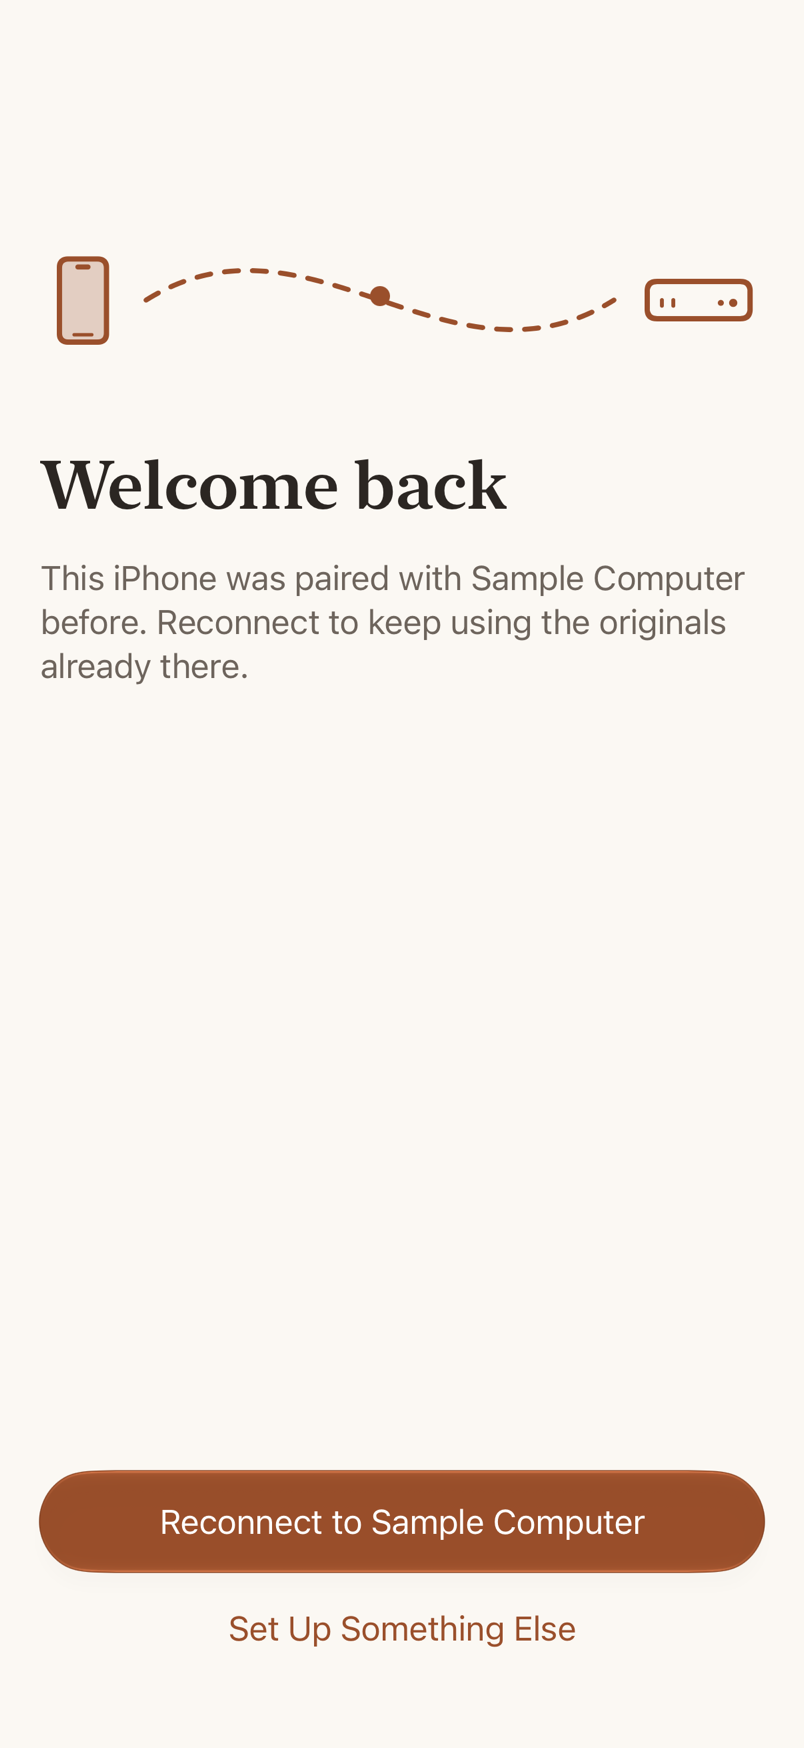 Welcome back
This iPhone was paired with Sample Computer
before. Reconnect to keep using the originals
already there.
Reconnect to Sample Computer
Set Up Something Else